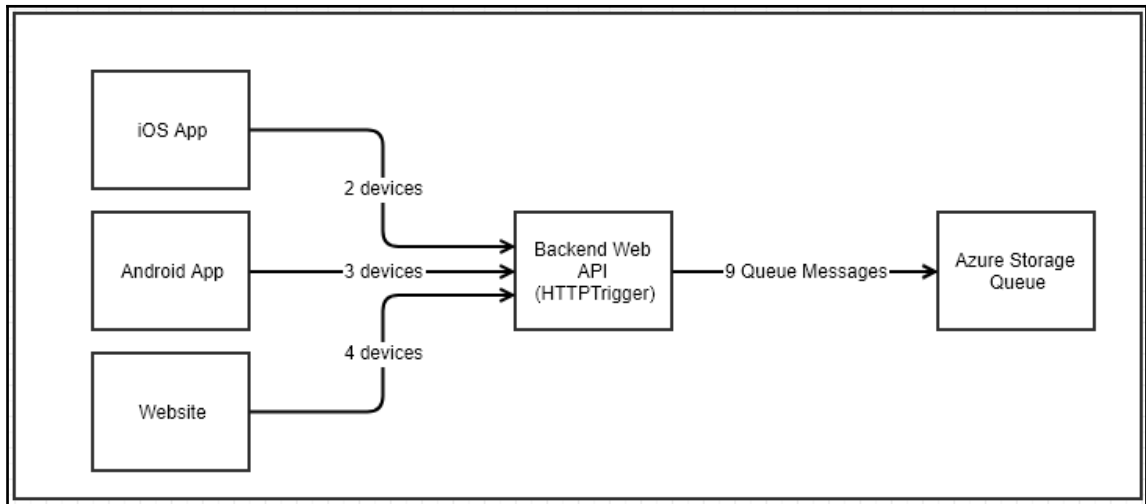 iOS App
2 devices
Android App
3 devices
Backend Web
API
(HTTPTrigger)
9 Queue Messages
Azure Storage
Queue
4 devices
Website